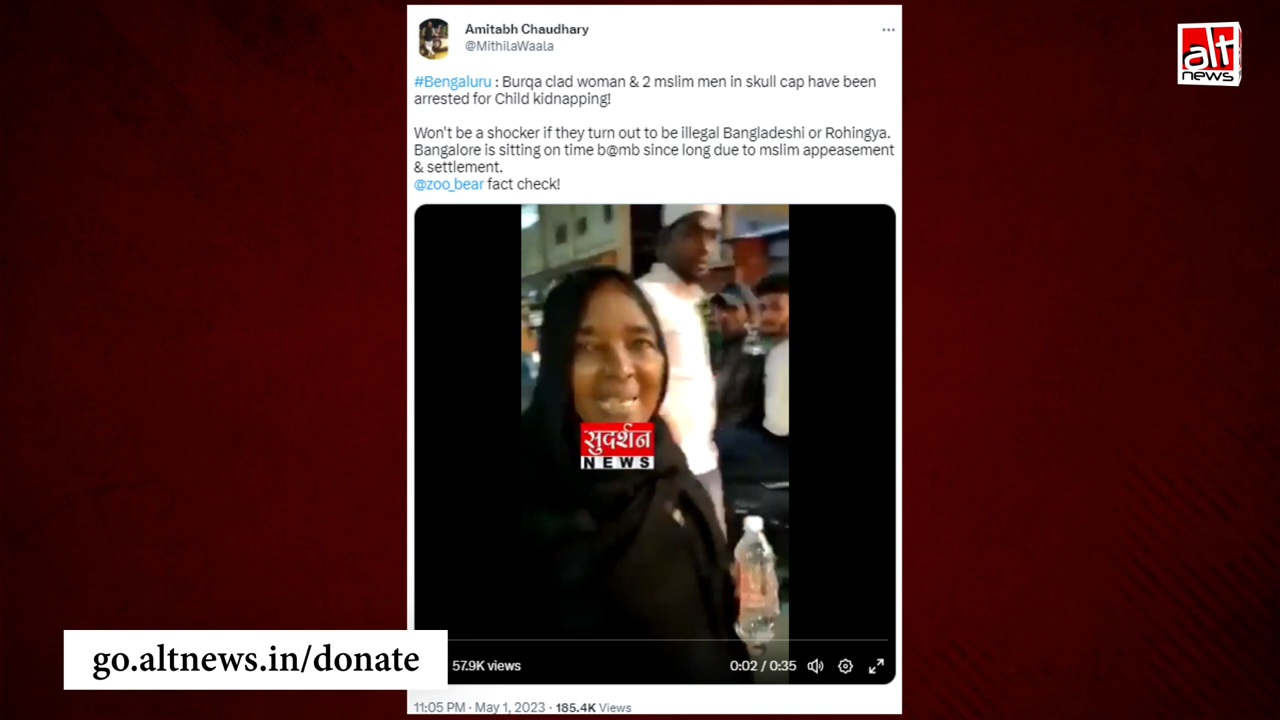 Amitabh Chaudhary
@MithilaWaala
#Bengaluru : Burqa clad woman & 2 mslim men in skull cap have been
arrested for Child kidnapping!
Won't be a shocker if they turn out to be illegal Bangladeshi or Rohingya.
Bangalore is sitting on time b@mb since long due to mslim appeasement
& settlement.
@zoo_bear fact check!
सुदर्शन
NEWS
57.9K views
0:02 / 0:35
11:05 PM · May 1, 2023 · 185.4K Views
alt
news
go.altnews.in/donate